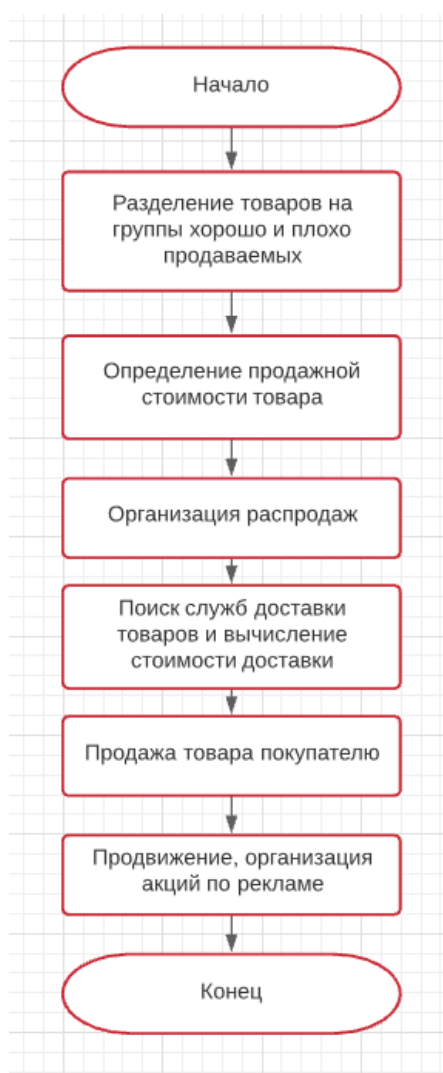 Начало
Разделение товаров на
группы хорошо и плохо
продаваемых
Определение продажной
стоимости товара
Организация распродаж
Поиск служб доставки
товаров и вычисление
стоимости доставки
Продажа товара покупателю
Продвижение, организация
акций по рекламе
Конец